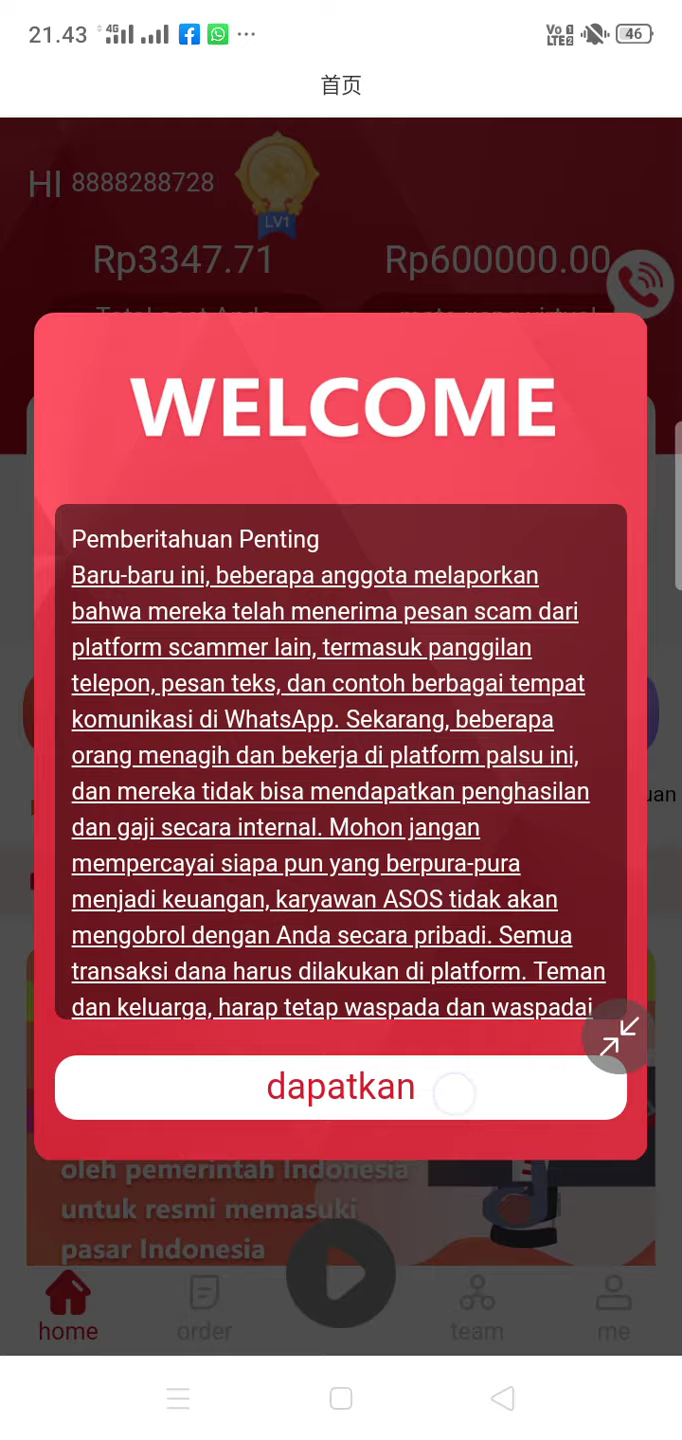 21.43
4G
Vo
LTE2
46
首页
HI 8888288728
LV1
Rp3347.71
Rp600000.00
WELCOME
Pemberitahuan Penting
Baru-baru ini, beberapa anggota melaporkan
bahwa mereka telah menerima pesan scam dari
platform scammer lain, termasuk panggilan
telepon, pesan teks, dan contoh berbagai tempat
komunikasi di WhatsApp. Sekarang, beberapa
orang menagih dan bekerja di platform palsu ini,
dan mereka tidak bisa mendapatkan penghasilan
dan gaji secara internal. Mohon jangan
mempercayai siapa pun yang berpura-pura
menjadi keuangan, karyawan ASOS tidak akan
mengobrol dengan Anda secara pribadi. Semua
transaksi dana harus dilakukan di platform. Teman
dan keluarga, harap tetap waspada dan waspadai
dapatkan
oleh pemerintah Indonesia
untuk resmi memasuki
pasar Indonesia
home
order
team
me